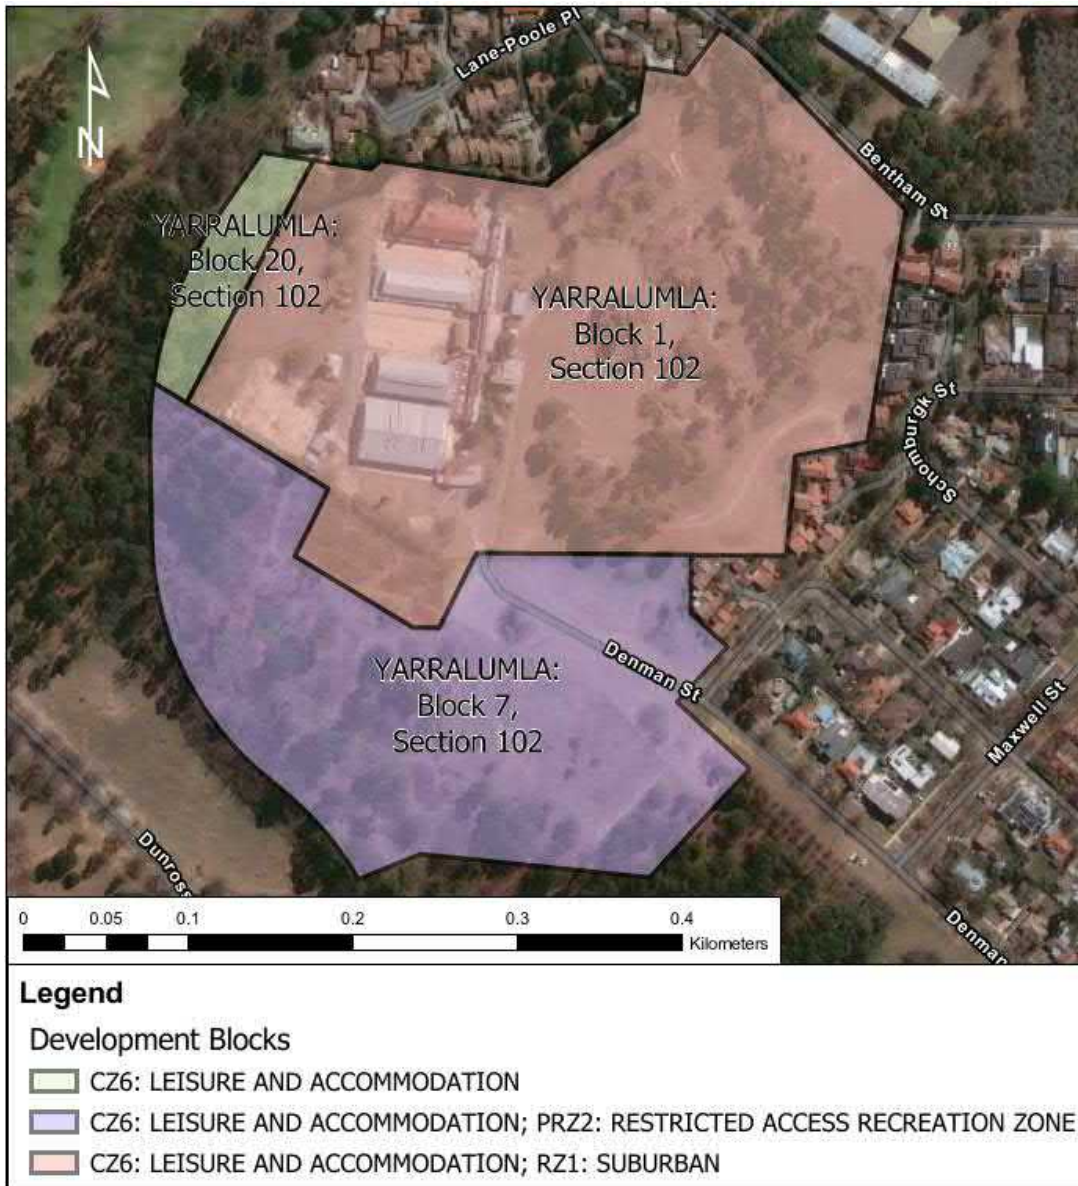 Lane-Poole Pl
N
Bentham St
YARRALUMLA:
Block 20,
Section 102
YARRALUMLA:
Block 1,
Section 102
Schomburgk St
YARRALUMLA:
Block 7,
Section 102
Denman St
Maxwell St
Dunross
Denman
0 0.05 0.1 0.2 0.3 0.4
Kilometers
Legend
Development Blocks
CZ6: LEISURE AND ACCOMMODATION
CZ6: LEISURE AND ACCOMMODATION; PRZ2: RESTRICTED ACCESS RECREATION ZONE
CZ6: LEISURE AND ACCOMMODATION; RZ1: SUBURBAN